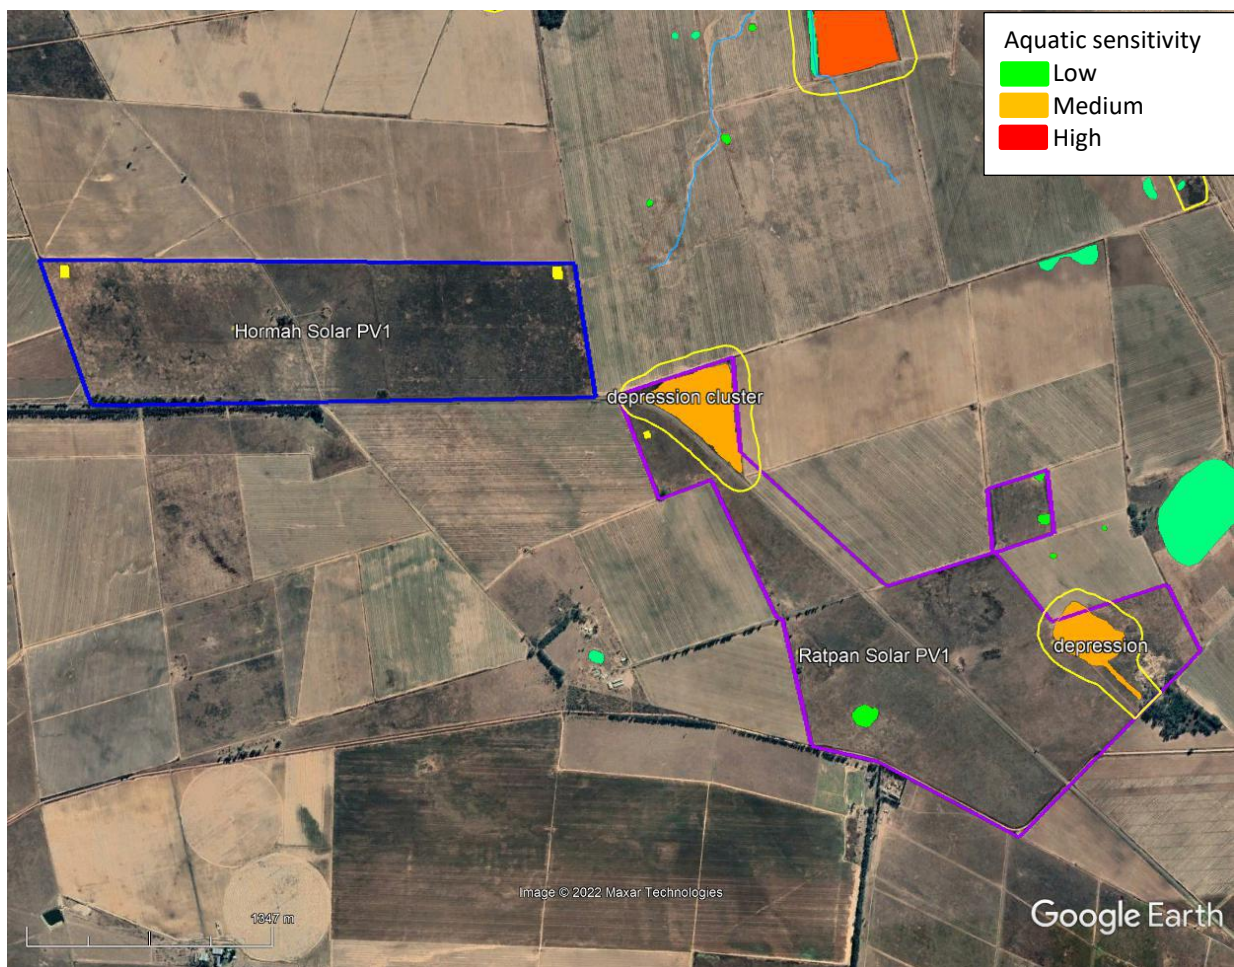 Aquatic sensitivity
Low
Medium
High
Hormah Solar PV1
depression cluster
depression
Ratpan Solar PV1
Image © 2022 Maxar Technologies
1347 m
Google Earth